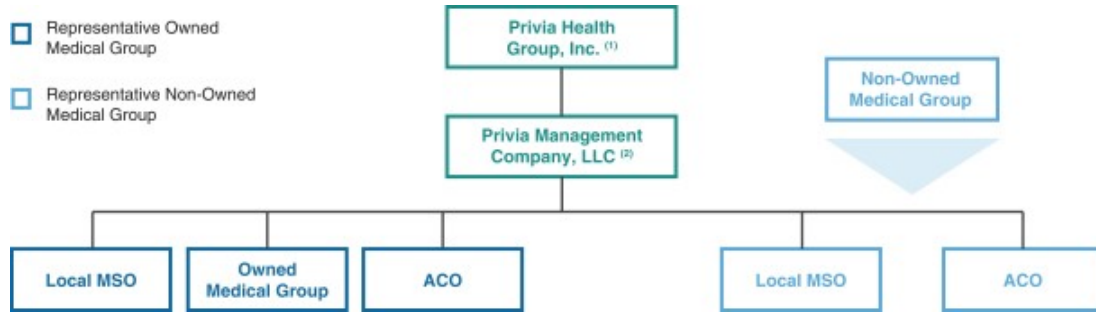 Representative Owned
Medical Group
Representative Non-Owned
Medical Group
Privia Health
Group, Inc. (1)
Non-Owned
Medical Group
Privia Management
Company, LLC (2)
Local MSO
Owned
Medical Group
ACO
Local MSO
ACO